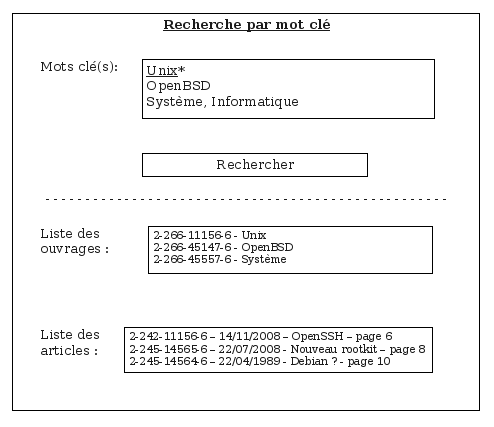 Recherche par mot clé
Mots clé(s):
Unix*
OpenBSD
Système, Informatique
Rechercher
Liste des
ouvrages :
2-266-11156-6 - Unix
2-266-45147-6 - OpenBSD
2-266-45557-6 - Système
Liste des
articles :
2-242-11156-6 – 14/11/2008 – OpenSSH – page 6
2-245-14565-6 – 22/07/2008 - Nouveau rootkit – page 8
2-245-14564-6 – 22/04/1989 - Debian ? - page 10